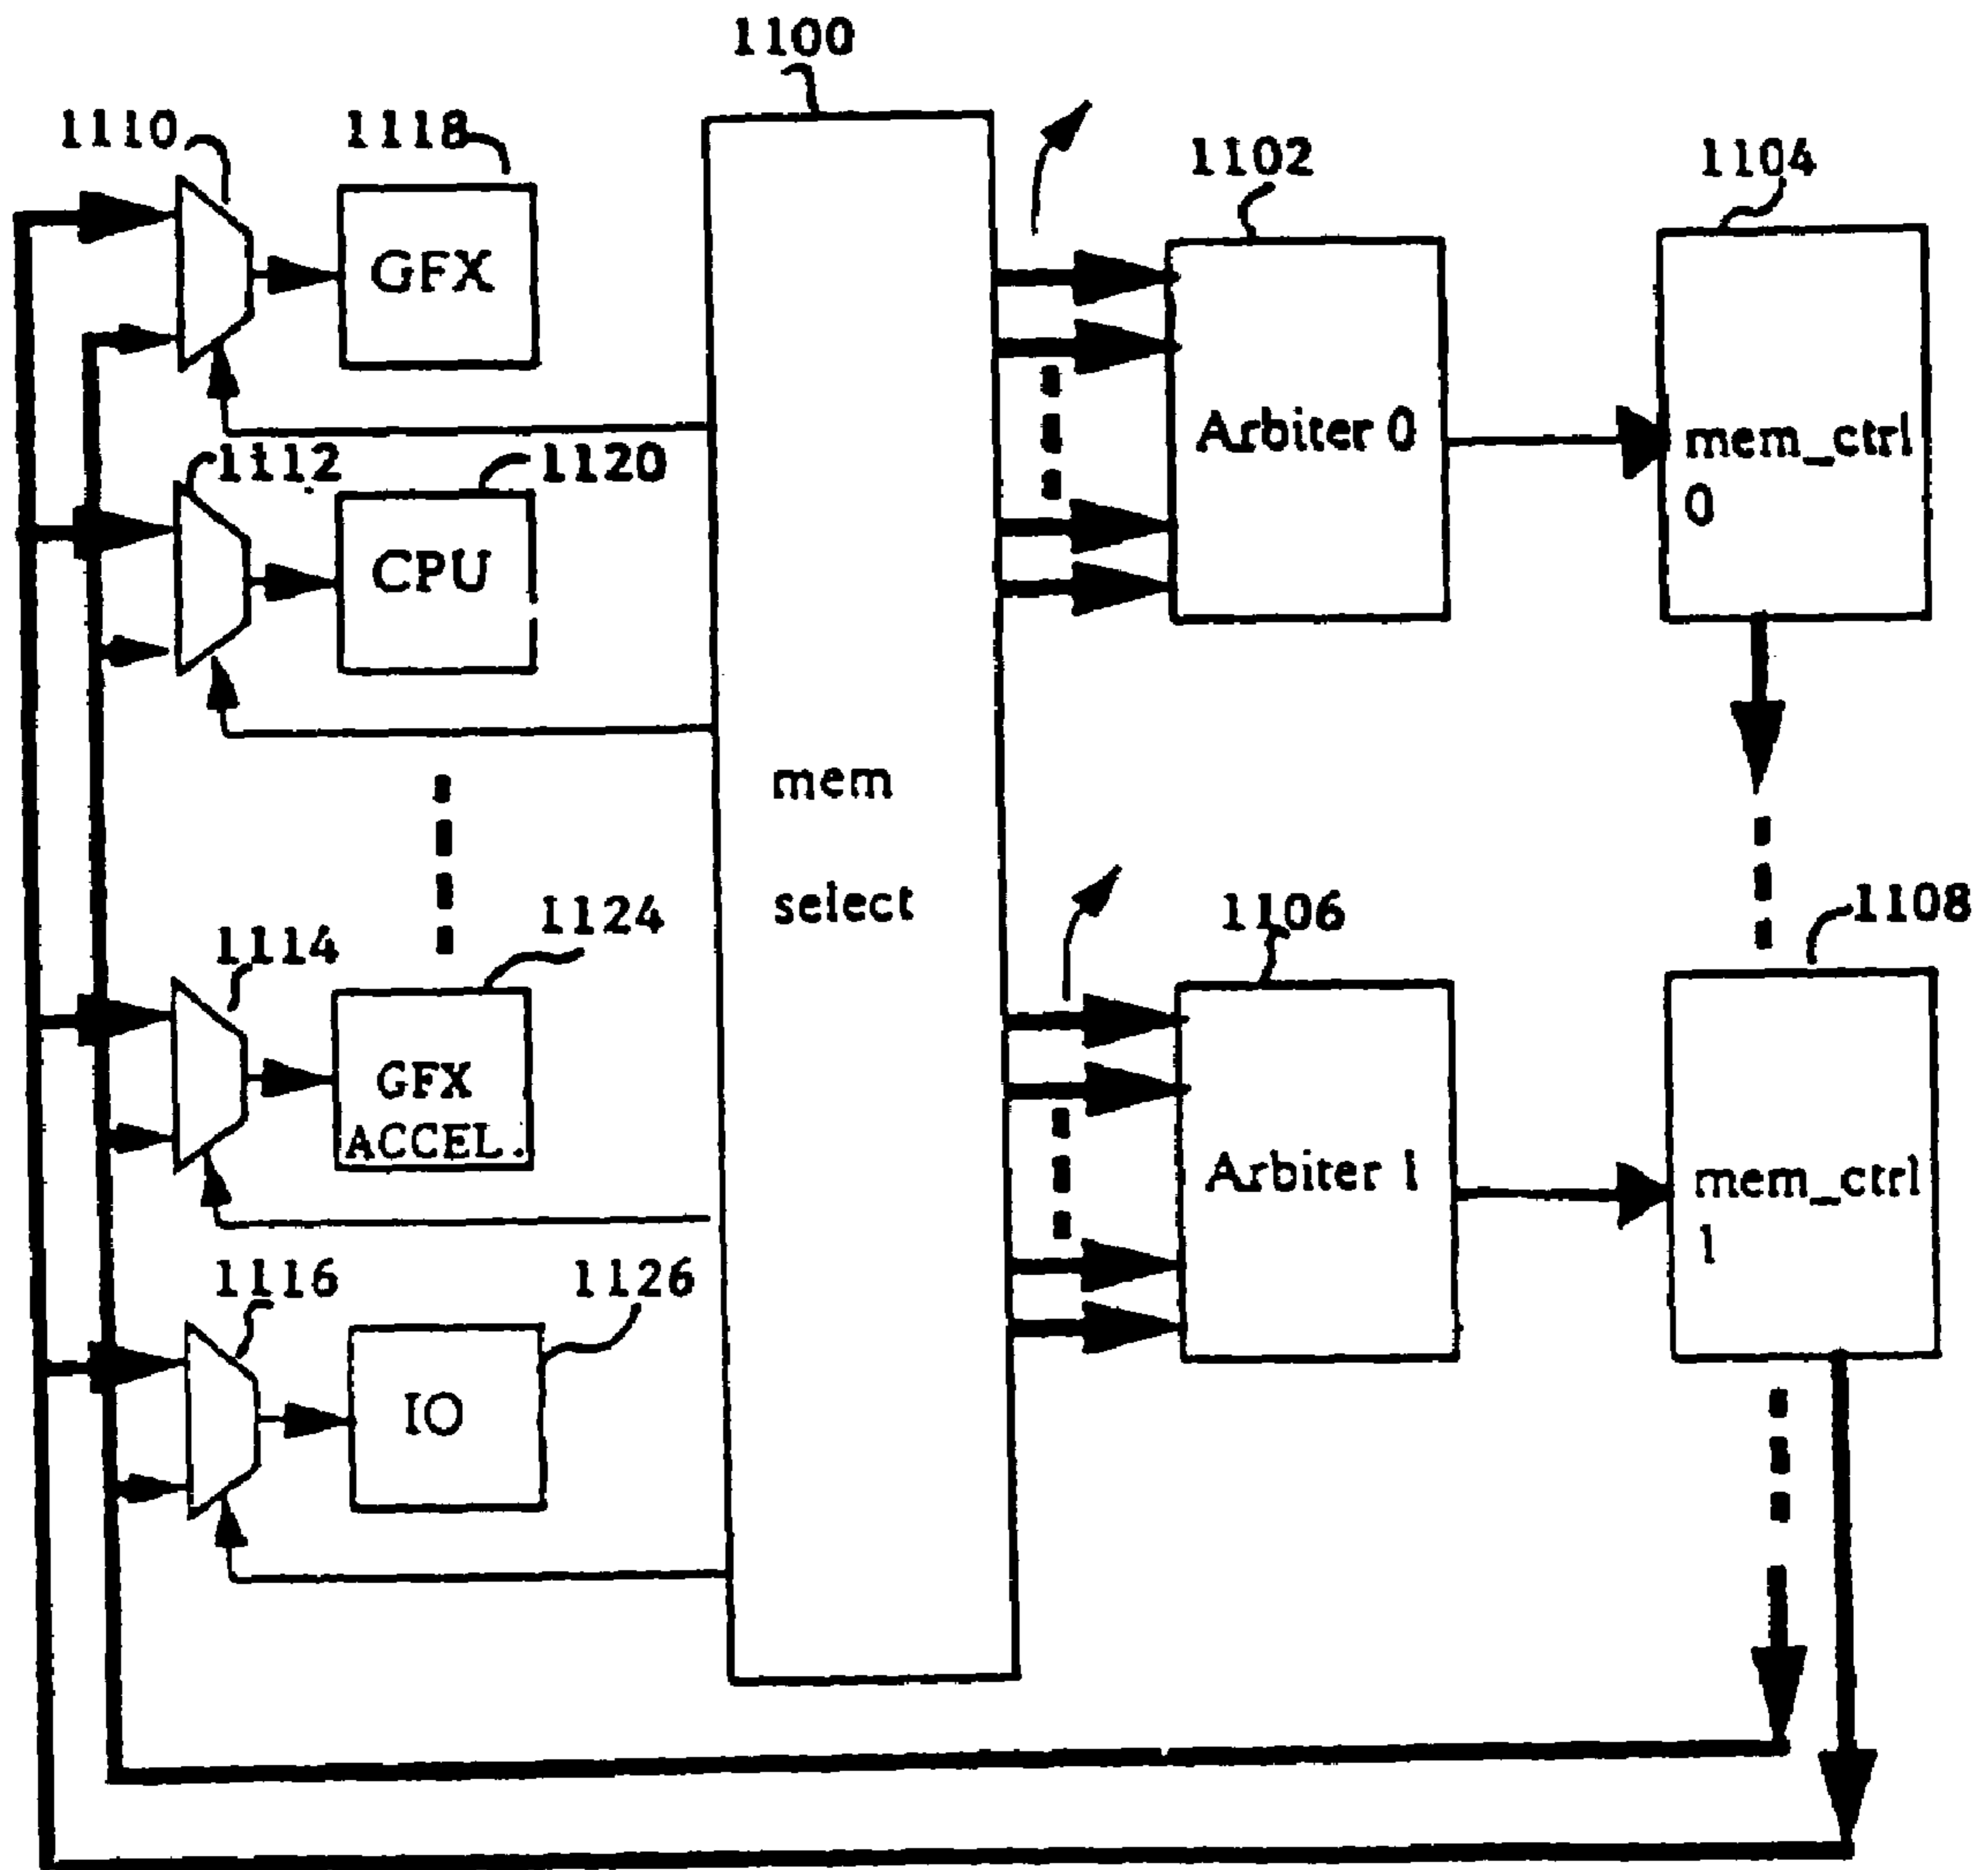 1100
1110
1118
1102
1104
GFX
Arbiter 0
mem_ctrl
0
1112
1120
CPU
mem
select
1114
1124
1106
1108
GFX
ACCEL.
Arbiter 1
mem_ctrl
1
1116
1126
IO